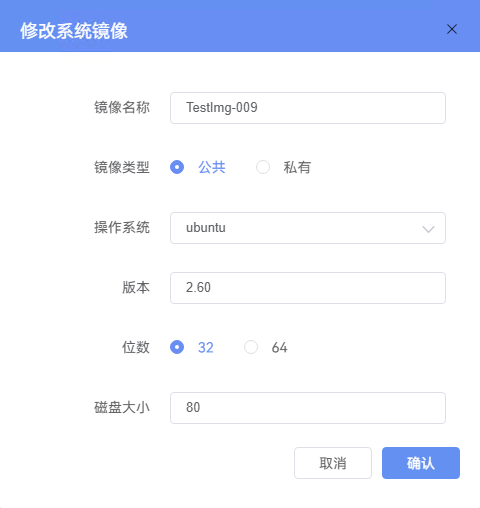 修改系统镜像
镜像名称 TestImg-009
镜像类型 公共 私有
操作系统 ubuntu
版本 2.60
位数 32 64
磁盘大小 80
取消 确认